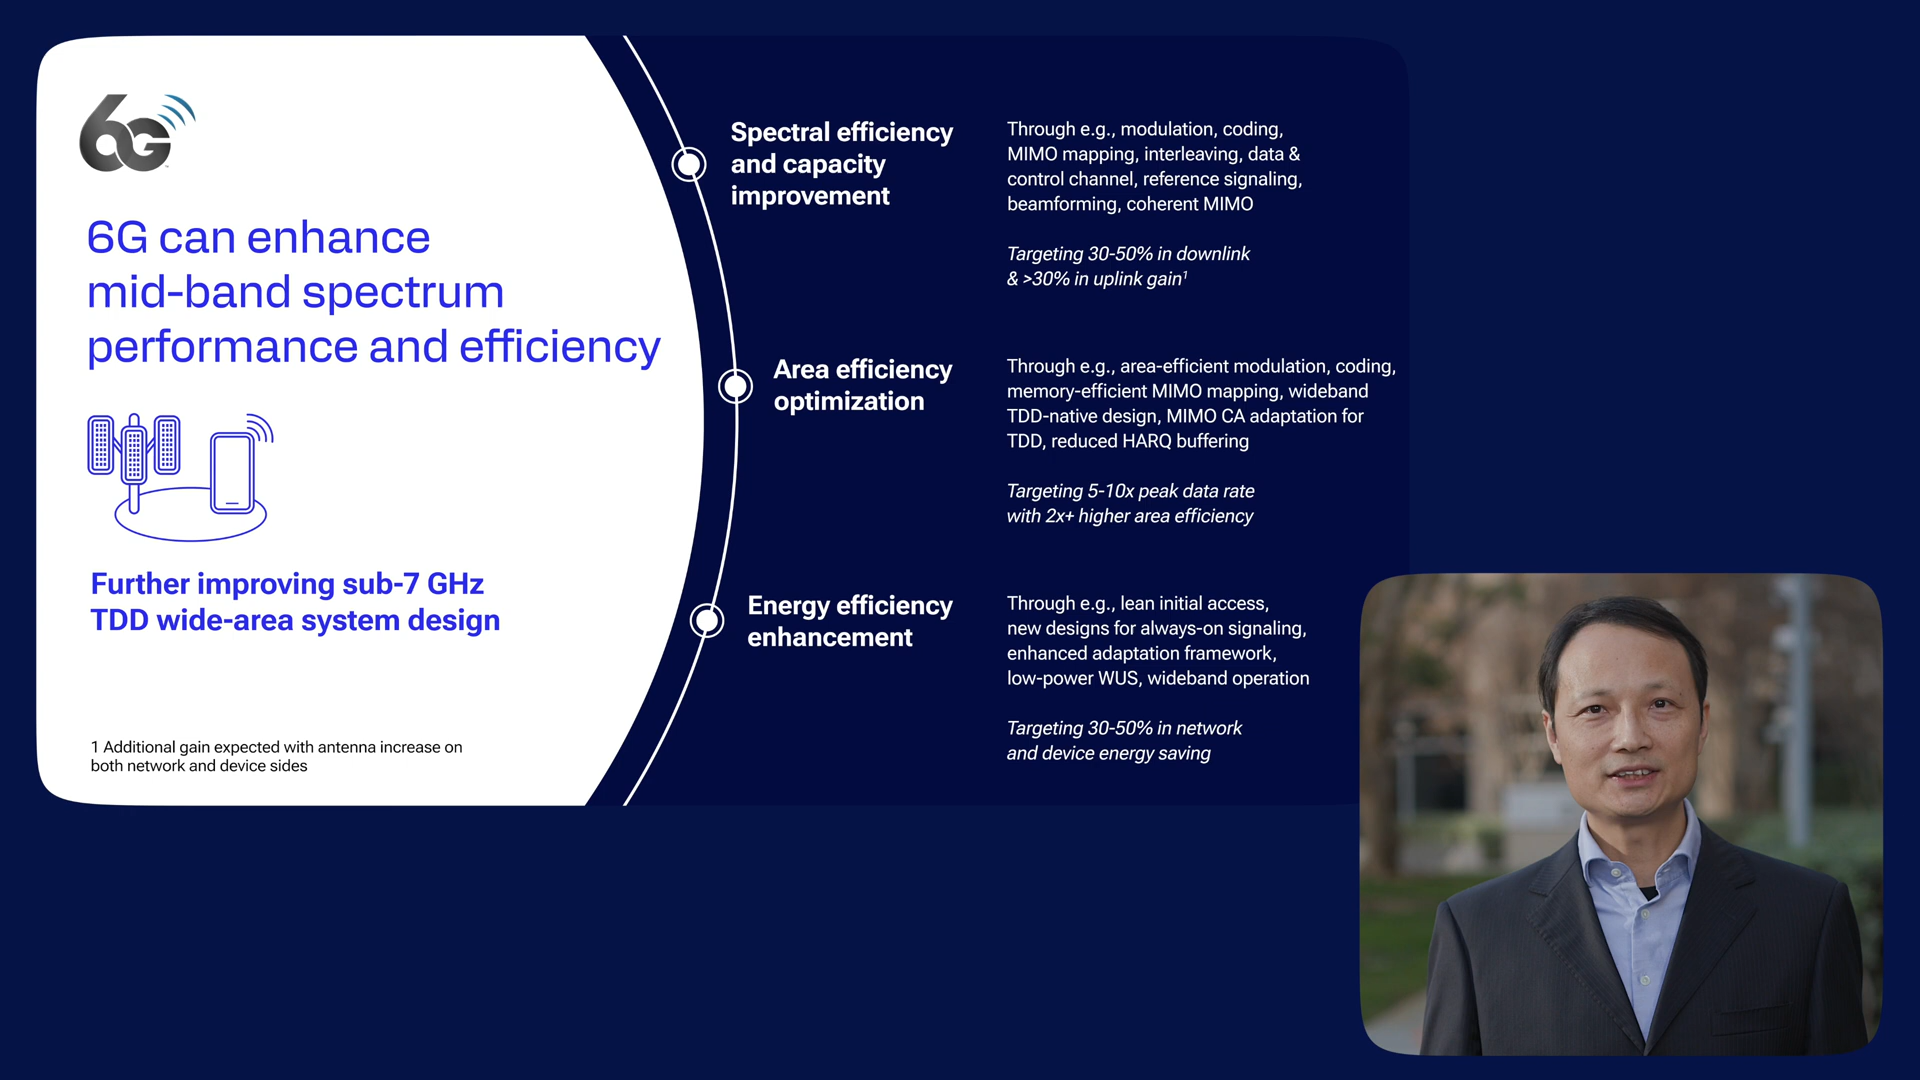 6G
6G can enhance
mid-band spectrum
performance and efficiency
Further improving sub-7 GHz
TDD wide-area system design
1 Additional gain expected with antenna increase on
both network and device sides
Spectral efficiency
and capacity
improvement
Through e.g., modulation, coding,
MIMO mapping, interleaving, data &
control channel, reference signaling,
beamforming, coherent MIMO
Targeting 30-50% in downlink
& >30% in uplink gain¹
Area efficiency
optimization
Through e.g., area-efficient modulation, coding,
memory-efficient MIMO mapping, wideband
TDD-native design, MIMO CA adaptation for
TDD, reduced HARQ buffering
Targeting 5-10x peak data rate
with 2x+ higher area efficiency
Energy efficiency
enhancement
Through e.g., lean initial access,
new designs for always-on signaling,
enhanced adaptation framework,
low-power WUS, wideband operation
Targeting 30-50% in network
and device energy saving